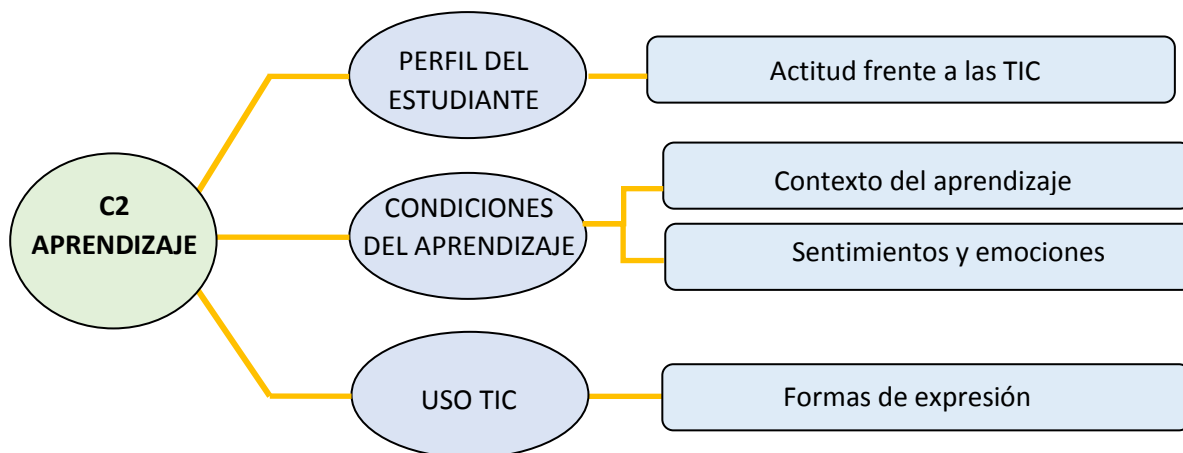 PERFIL DEL
ESTUDIANTE
Actitud frente a las TIC
C2
APRENDIZAJE
CONDICIONES
DEL APRENDIZAJE
Contexto del aprendizaje
Sentimientos y emociones
USO TIC
Formas de expresión